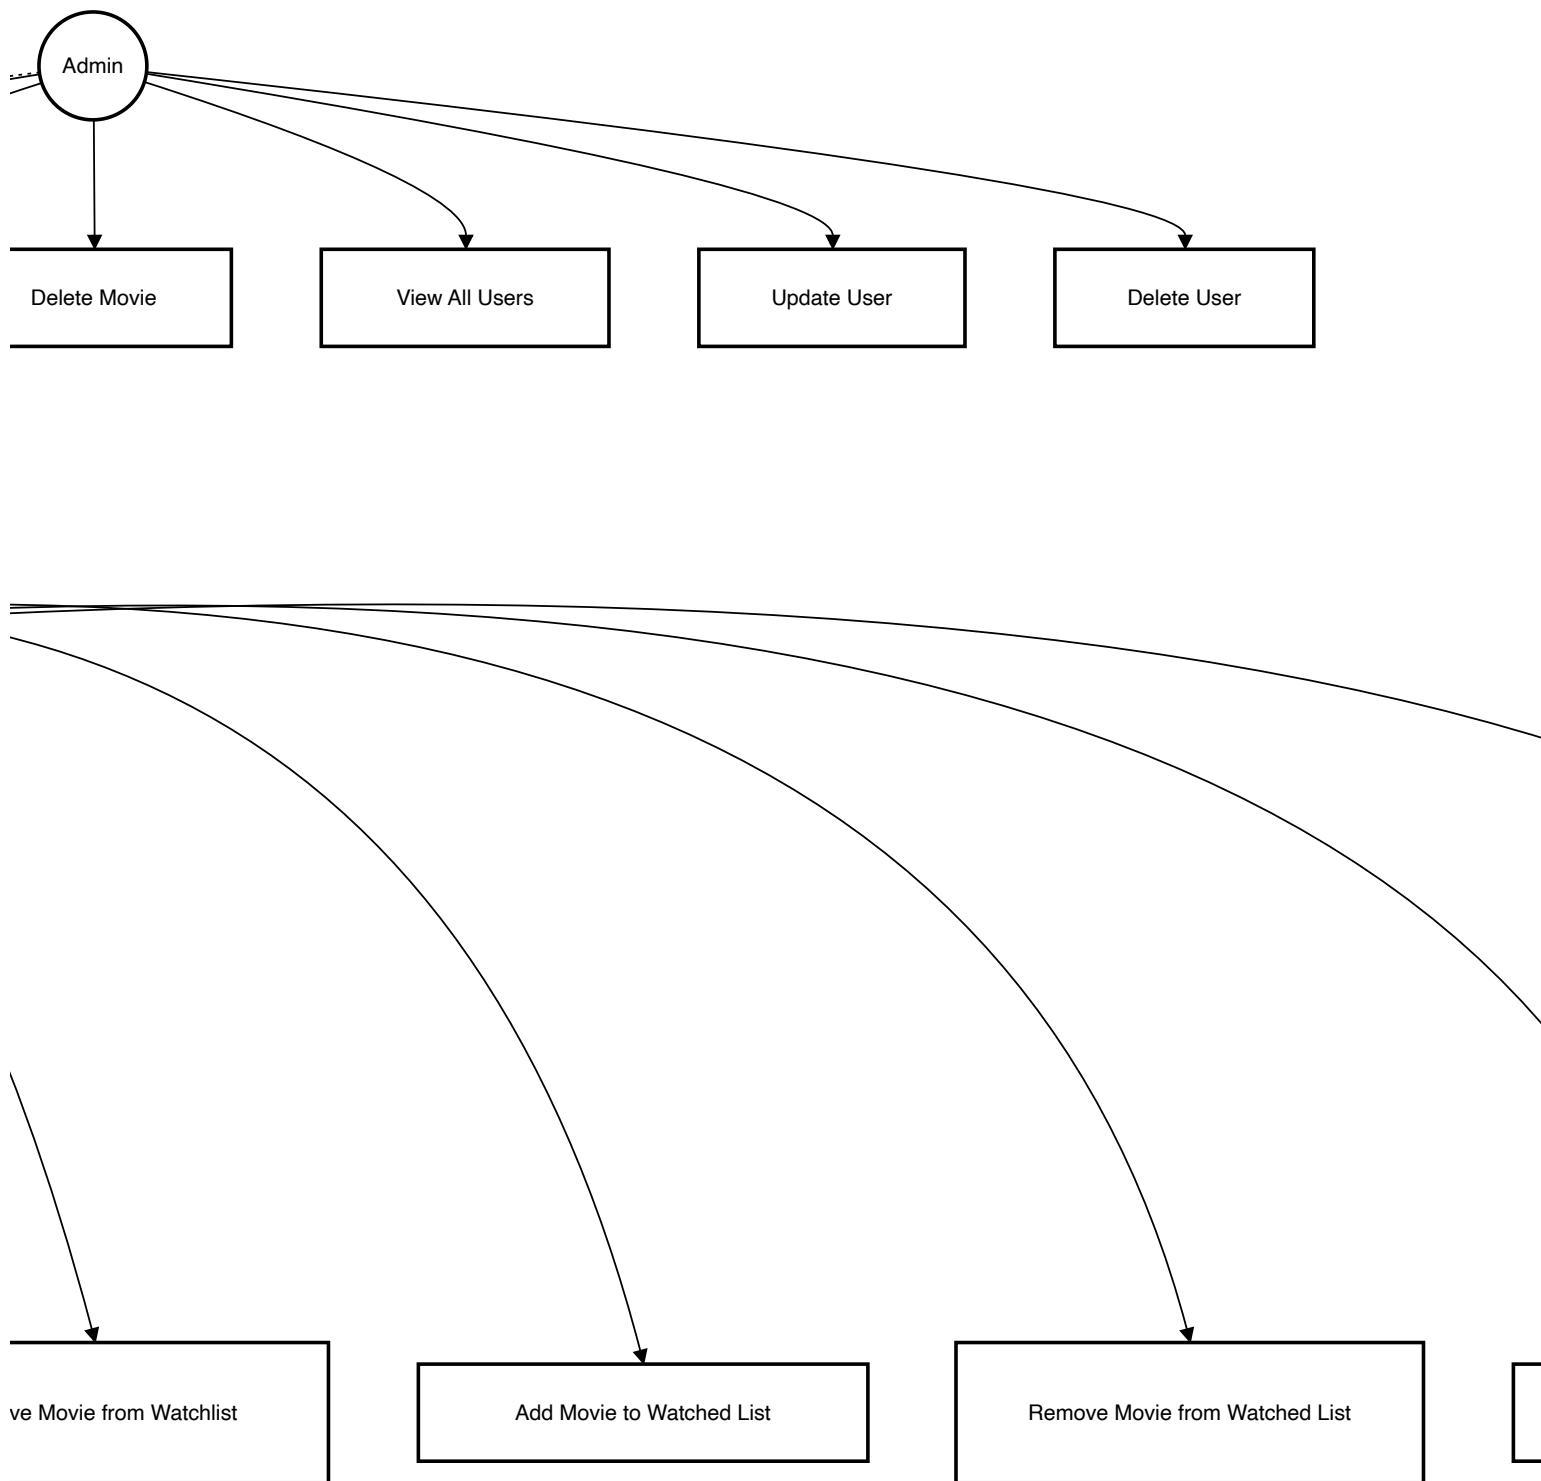 Admin
Delete Movie
View All Users
Update User
Delete User
ve Movie from Watchlist
Add Movie to Watched List
Remove Movie from Watched List